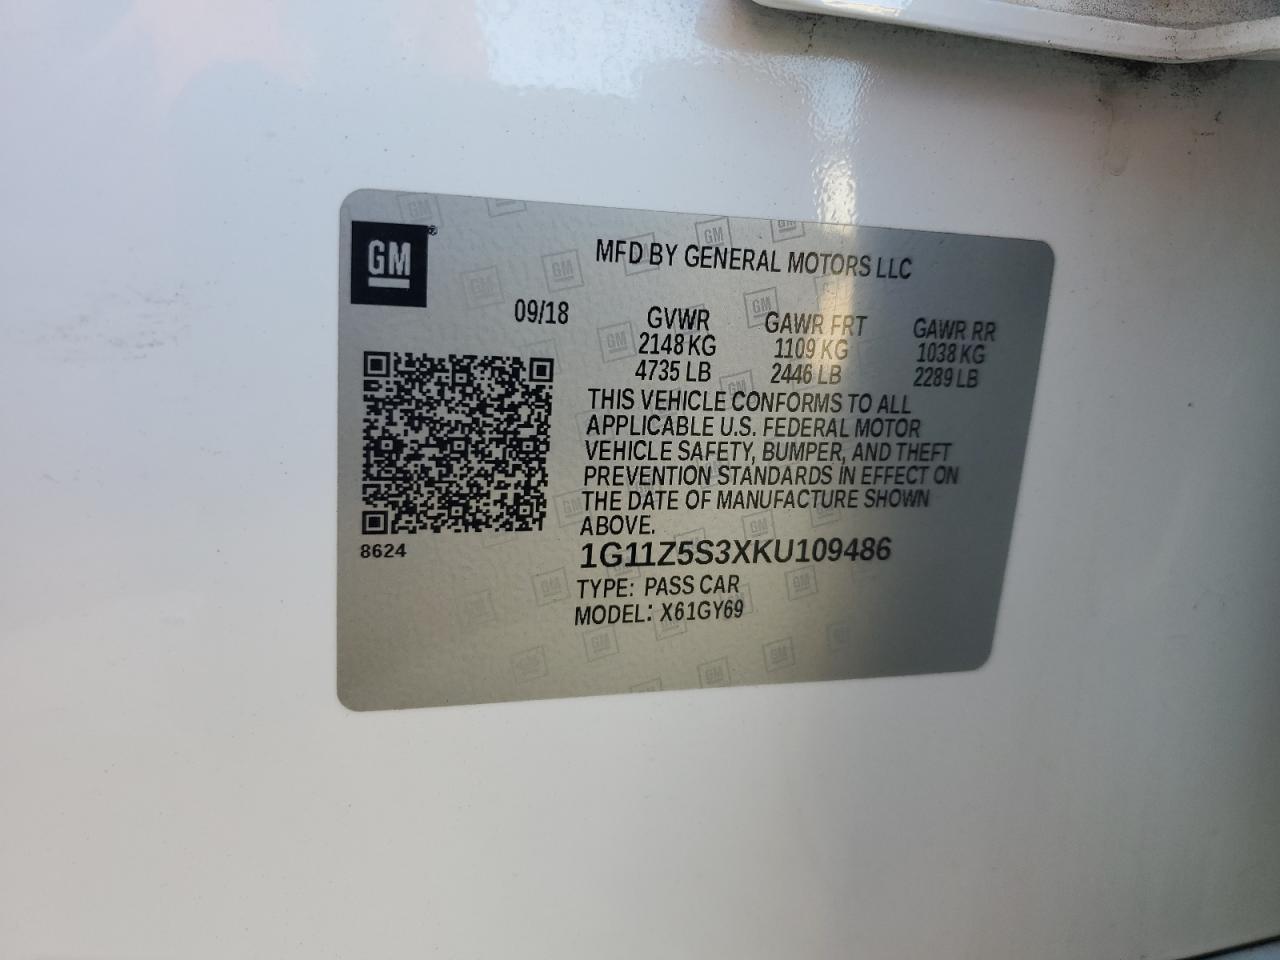 GM®
MFD BY GENERAL MOTORS LLC
09/18
GVWR GAWR FRT GAWR RR
2148 KG 1109 KG 1038 KG
4735 LB 2446 LB 2289 LB
THIS VEHICLE CONFORMS TO ALL
APPLICABLE U.S. FEDERAL MOTOR
VEHICLE SAFETY, BUMPER, AND THEFT
PREVENTION STANDARDS IN EFFECT ON
THE DATE OF MANUFACTURE SHOWN
ABOVE.
8624
1G11Z5S3XKU109486
TYPE: PASS CAR
MODEL: X61GY69